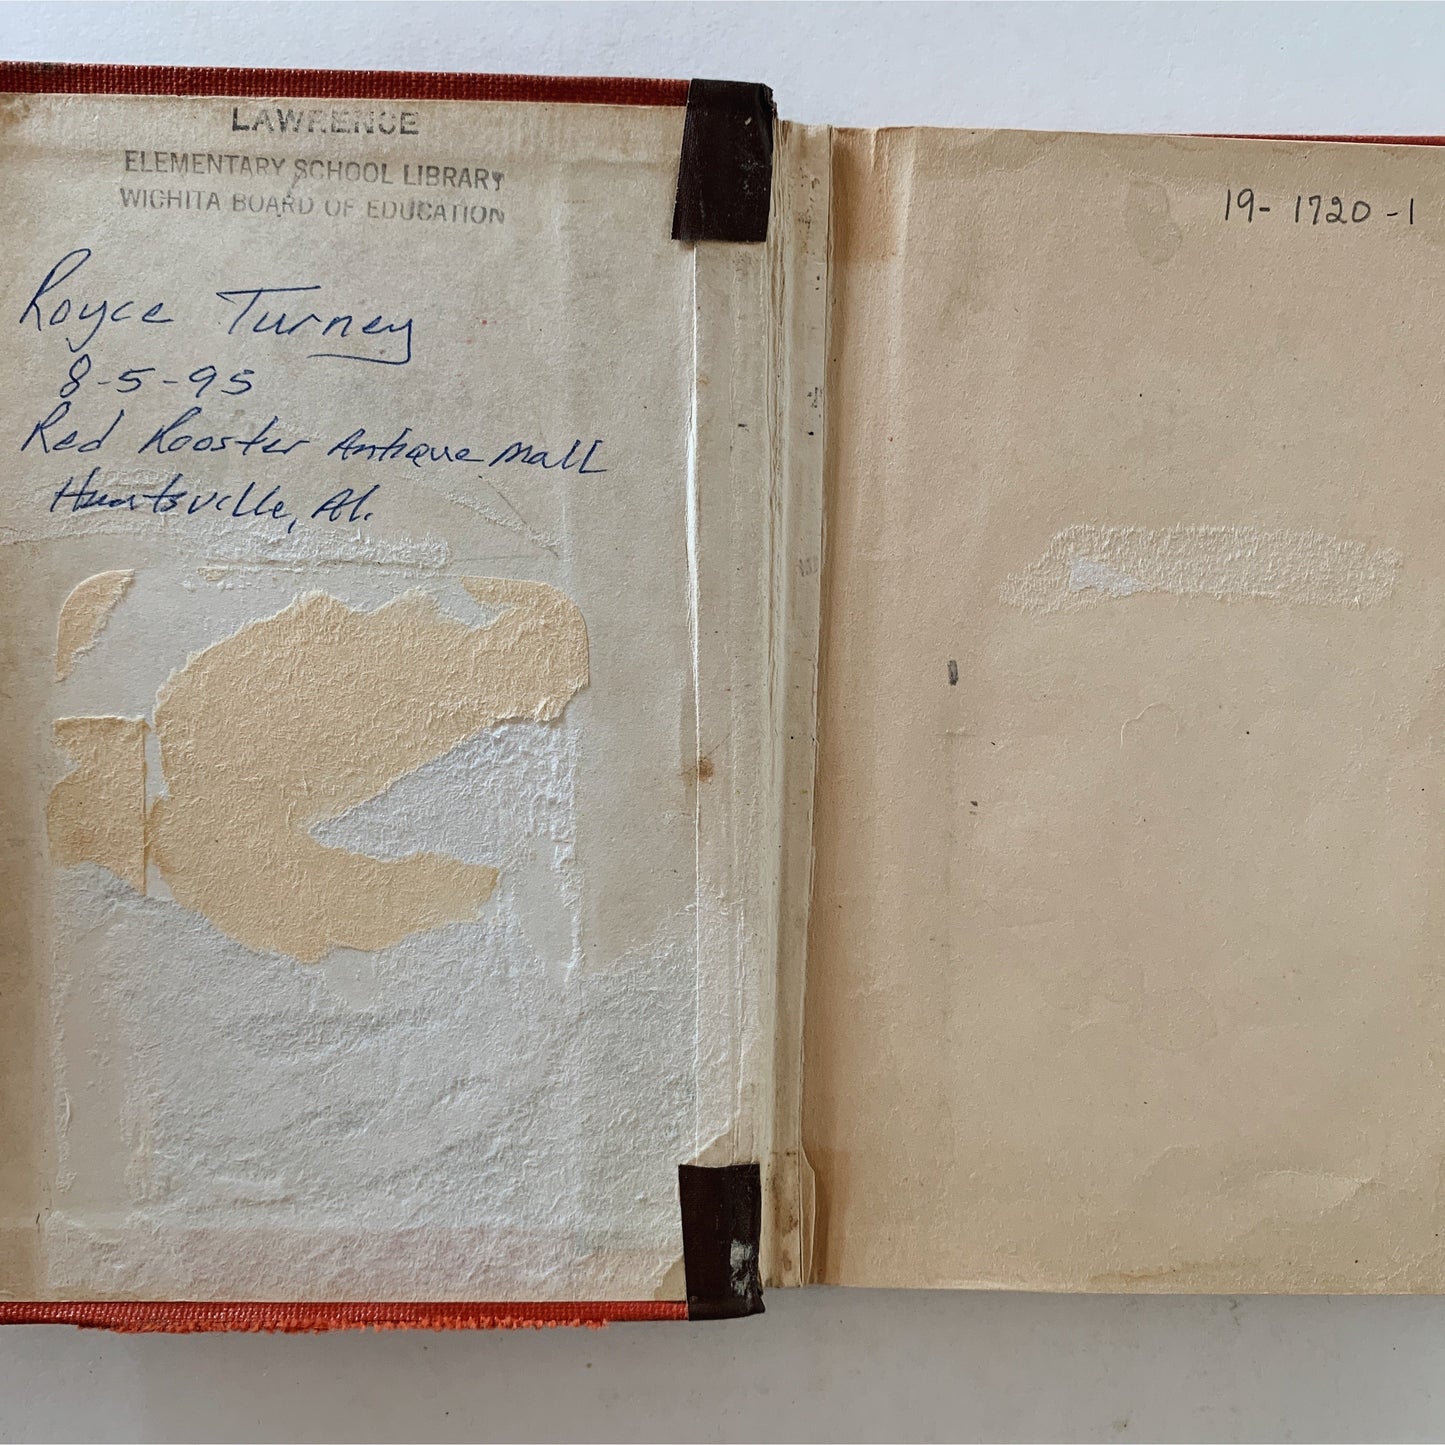 LAWRENCE
ELEMENTARY SCHOOL LIBRARY
WICHITA BOARD OF EDUCATION
Royce Turney
8-5-95
Red Rooster Antique Mall
Huntsville, Al.
19- 1720 -1